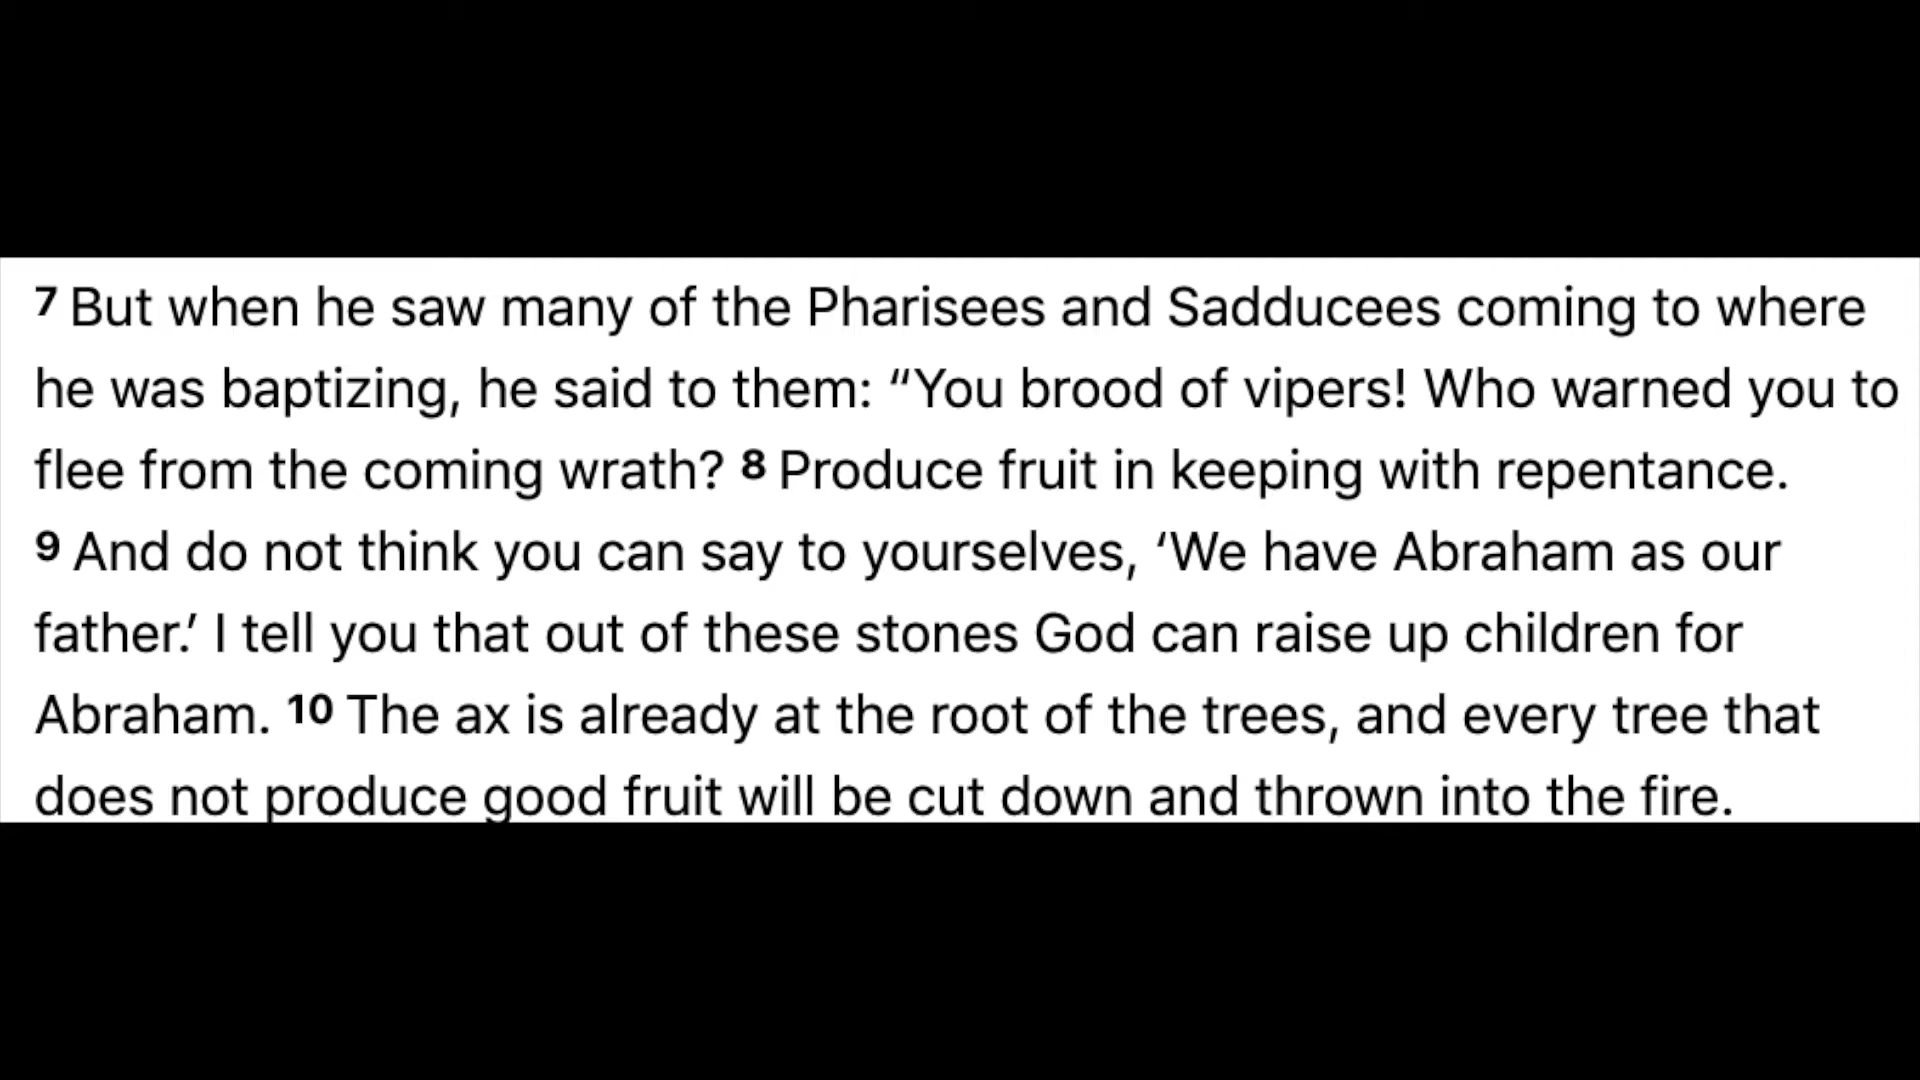 7 But when he saw many of the Pharisees and Sadducees coming to where
he was baptizing, he said to them: “You brood of vipers! Who warned you to
flee from the coming wrath? 8 Produce fruit in keeping with repentance.
9 And do not think you can say to yourselves, ‘We have Abraham as our
father.’ I tell you that out of these stones God can raise up children for
Abraham. 10 The ax is already at the root of the trees, and every tree that
does not produce good fruit will be cut down and thrown into the fire.